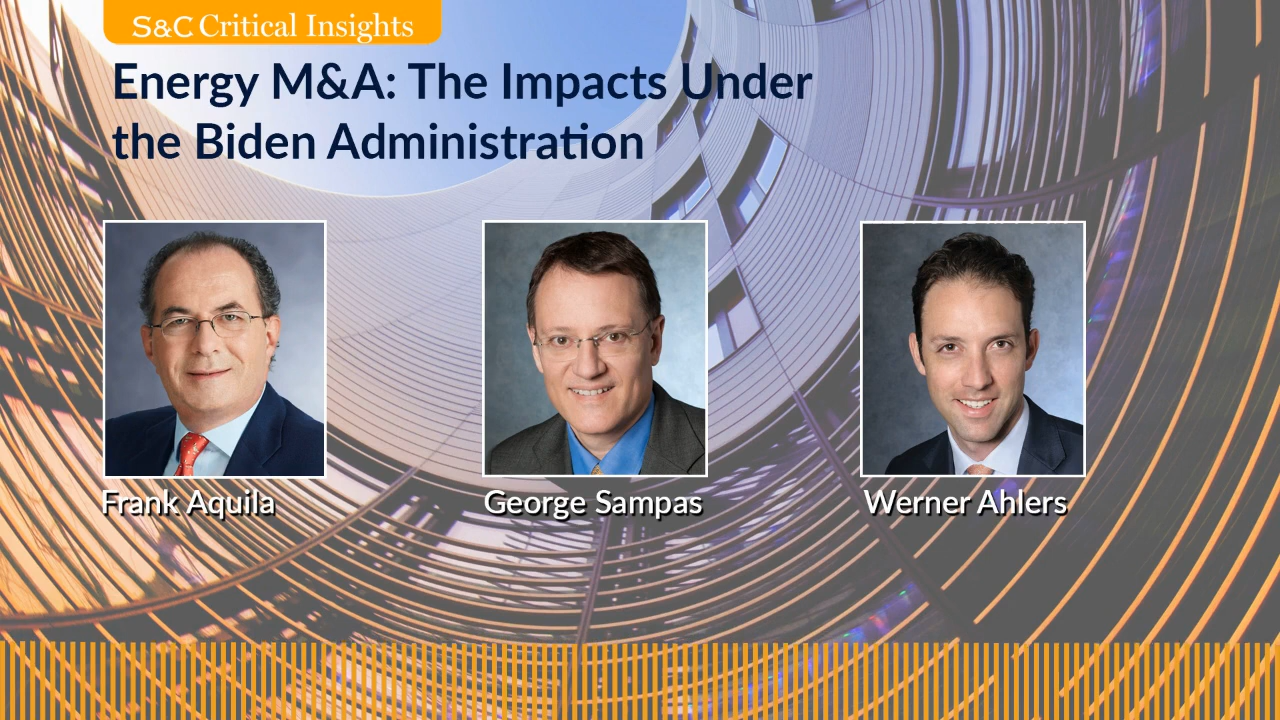 S&C Critical Insights
Energy M&A: The Impacts Under
the Biden Administration
Frank Aquila
George Sampas
Werner Ahlers